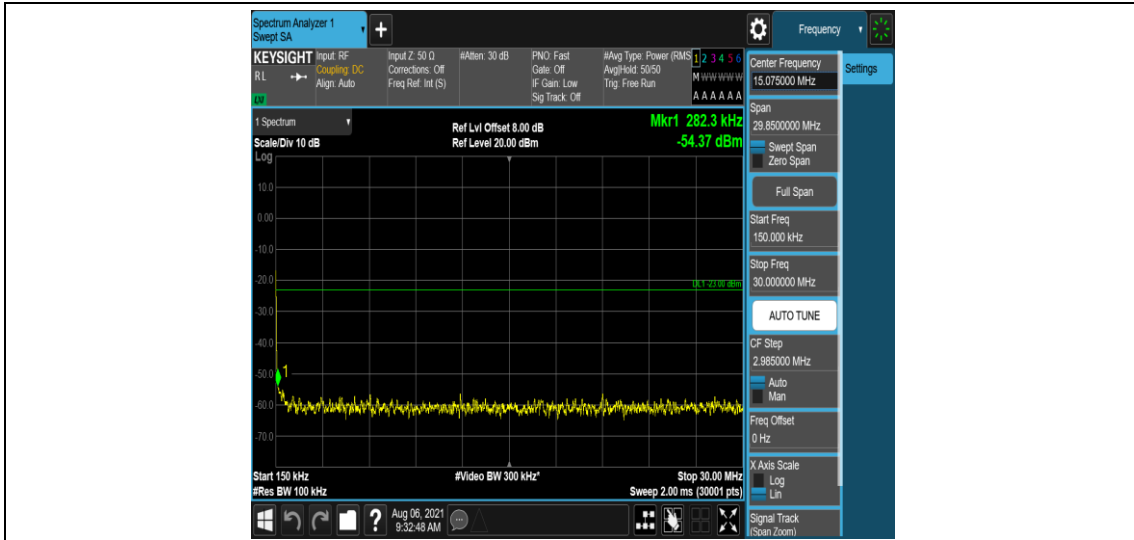 Spectrum Analyzer 1
Swept SA
+
Frequency
KEYSIGHT
R L
Input: RF
Coupling: DC
Align: Auto
Input Z: 50 Ω
Corrections: Off
Freq Ref: Int (S)
#Atten: 30 dB
PNO: Fast
Gate: Off
IF Gain: Low
Sig Track: Off
#Avg Type: Power (RMS
Avg|Hold: 50/50
Trig: Free Run
1 2 3 4 5 6
M W W W W W
A A A A A A
1 Spectrum
Scale/Div 10 dB
Ref Lvl Offset 8.00 dB
Ref Level 20.00 dBm
Mkr1 282.3 kHz
-54.37 dBm
Log
10.0
0.00
-10.0
-20.0
-30.0
-40.0
-50.0
-60.0
-70.0
DL1 -23.00 dBm
1
Start 150 kHz
#Res BW 100 kHz
#Video BW 300 kHz*
Stop 30.00 MHz
Sweep 2.00 ms (30001 pts)
?
Aug 06, 2021
9:32:48 AM
Center Frequency
15.075000 MHz
Settings
Span
29.8500000 MHz
Swept Span
Zero Span
Full Span
Start Freq
150.000 kHz
Stop Freq
30.000000 MHz
AUTO TUNE
CF Step
2.985000 MHz
Auto
Man
Freq Offset
0 Hz
X Axis Scale
Log
Lin
Signal Track
(Span Zoom)